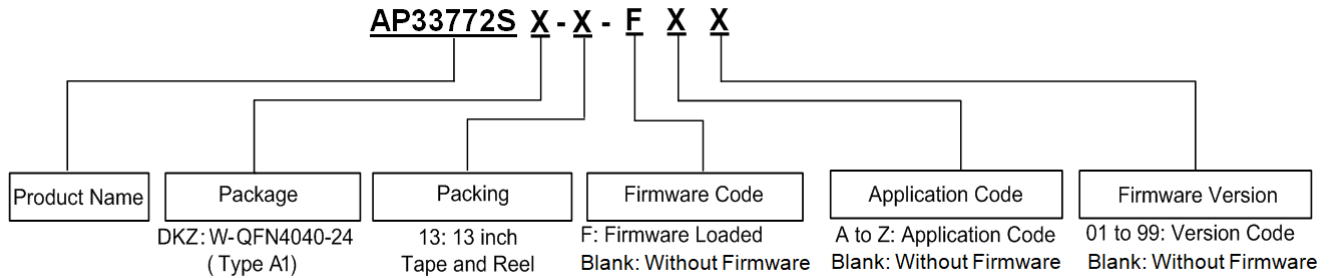 AP33772S X - X - F X X
Product Name
Package
Packing
Firmware Code
Application Code
Firmware Version
DKZ: W-QFN4040-24
( Type A1)
13: 13 inch
Tape and Reel
F: Firmware Loaded
Blank: Without Firmware
A to Z: Application Code
Blank: Without Firmware
01 to 99: Version Code
Blank: Without Firmware